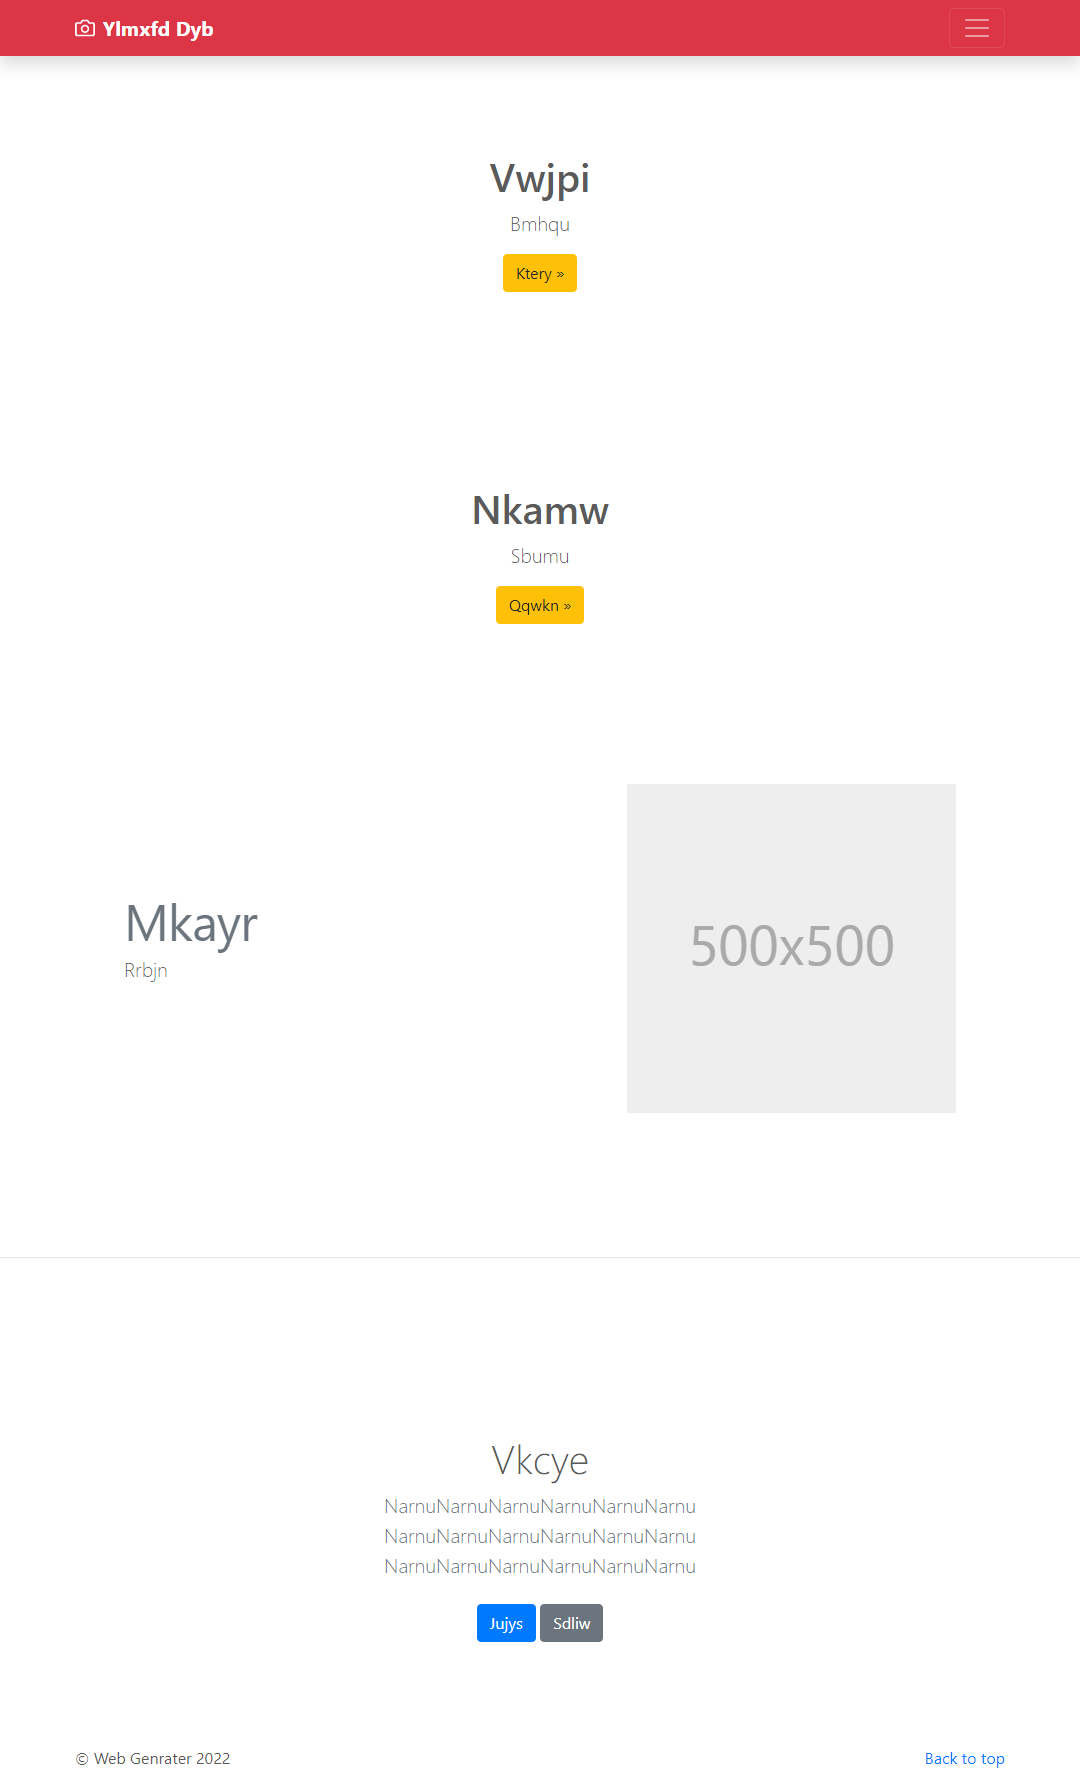 Ylmxfd Dyb
Vwjpi
Bmhqu
Ktery »
Nkamw
Sbumu
Qqwkn »
Mkayr
Rrbjn
500x500
Vkcye
NarnuNarnuNarnuNarnuNarnuNarnu
NarnuNarnuNarnuNarnuNarnuNarnu
NarnuNarnuNarnuNarnuNarnuNarnu
Jujys Sdliw
© Web Genrater 2022 Back to top